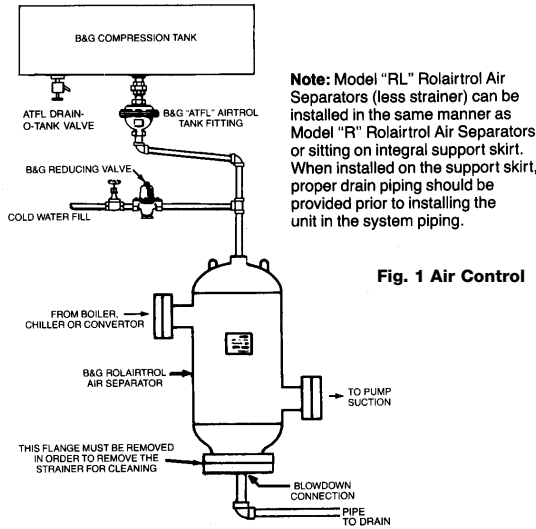 B&G COMPRESSION TANK
ATFL DRAIN-
O-TANK VALVE
B&G "ATFL" AIRTROL
TANK FITTING
Note: Model "RL" Rolairtrol Air
Separators (less strainer) can be
installed in the same manner as
Model "R" Rolairtrol Air Separators
or sitting on integral support skirt.
When installed on the support skirt,
proper drain piping should be
provided prior to installing the
unit in the system piping.
B&G REDUCING VALVE
COLD WATER FILL
Fig. 1 Air Control
FROM BOILER,
CHILLER OR CONVERTOR
B&G ROLAIRTROL
AIR SEPARATOR
TO PUMP
SUCTION
THIS FLANGE MUST BE REMOVED
IN ORDER TO REMOVE THE
STRAINER FOR CLEANING
BLOWDOWN
CONNECTION
PIPE
TO DRAIN